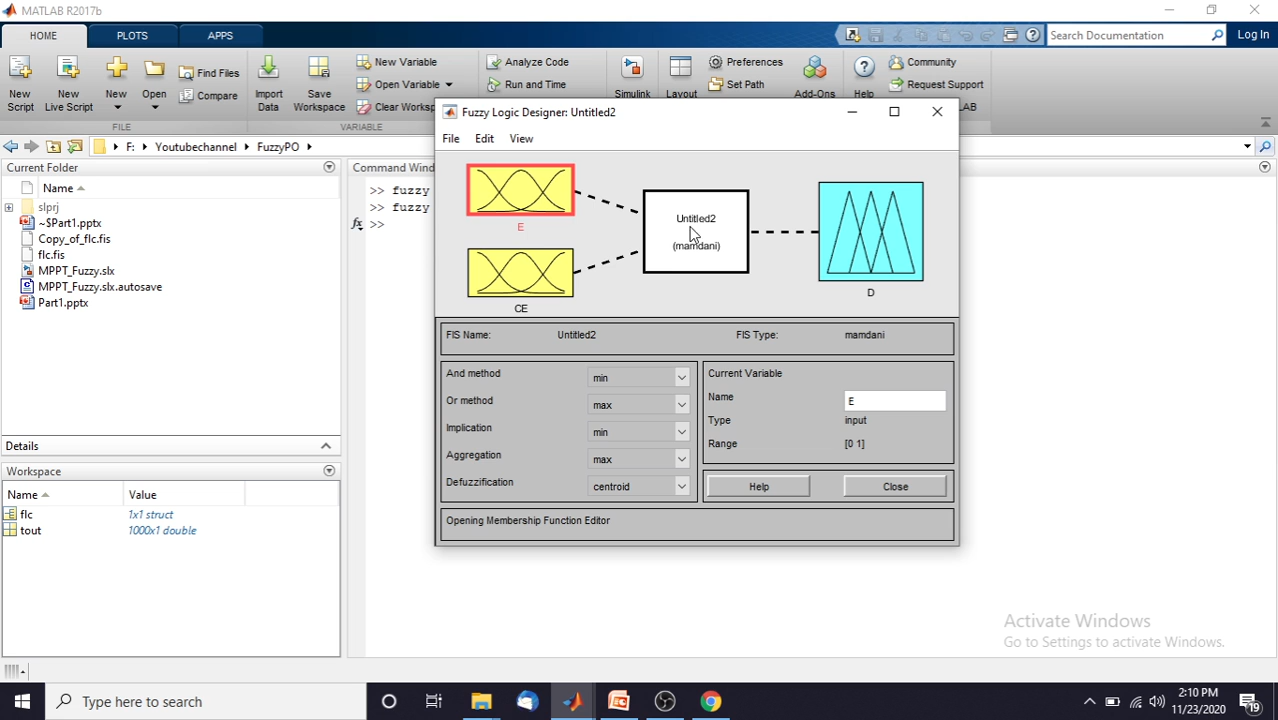 MATLAB R2017b
HOME PLOTS APPS Search Documentation Log In
New Script New Live Script New Open Find Files Compare Import Data Save Workspace New Variable Open Variable Clear Worksp Analyze Code Run and Time Simulink Layout Preferences Set Path Add-Ons Help Community Request Support LAB
FILE VARIABLE
F: Youtubechannel FuzzyPO
Current Folder
Name
slprj
~$Part1.pptx
Copy_of_flc.fis
flc.fis
MPPT_Fuzzy.slx
MPPT_Fuzzy.slx.autosave
Part1.pptx
Details
Workspace
Name Value
flc 1x1 struct
tout 1000x1 double
Command Wind
>> fuzzy
>> fuzzy
fx >>
Fuzzy Logic Designer: Untitled2
File Edit View
E
CE
Untitled2
(mamdani)
D
FIS Name: Untitled2 FIS Type: mamdani
And method min
Or method max
Implication min
Aggregation max
Defuzzification centroid
Current Variable
Name E
Type input
Range [0 1]
Help Close
Opening Membership Function Editor
Activate Windows
Go to Settings to activate Windows.
Type here to search
2:10 PM
11/23/2020
19